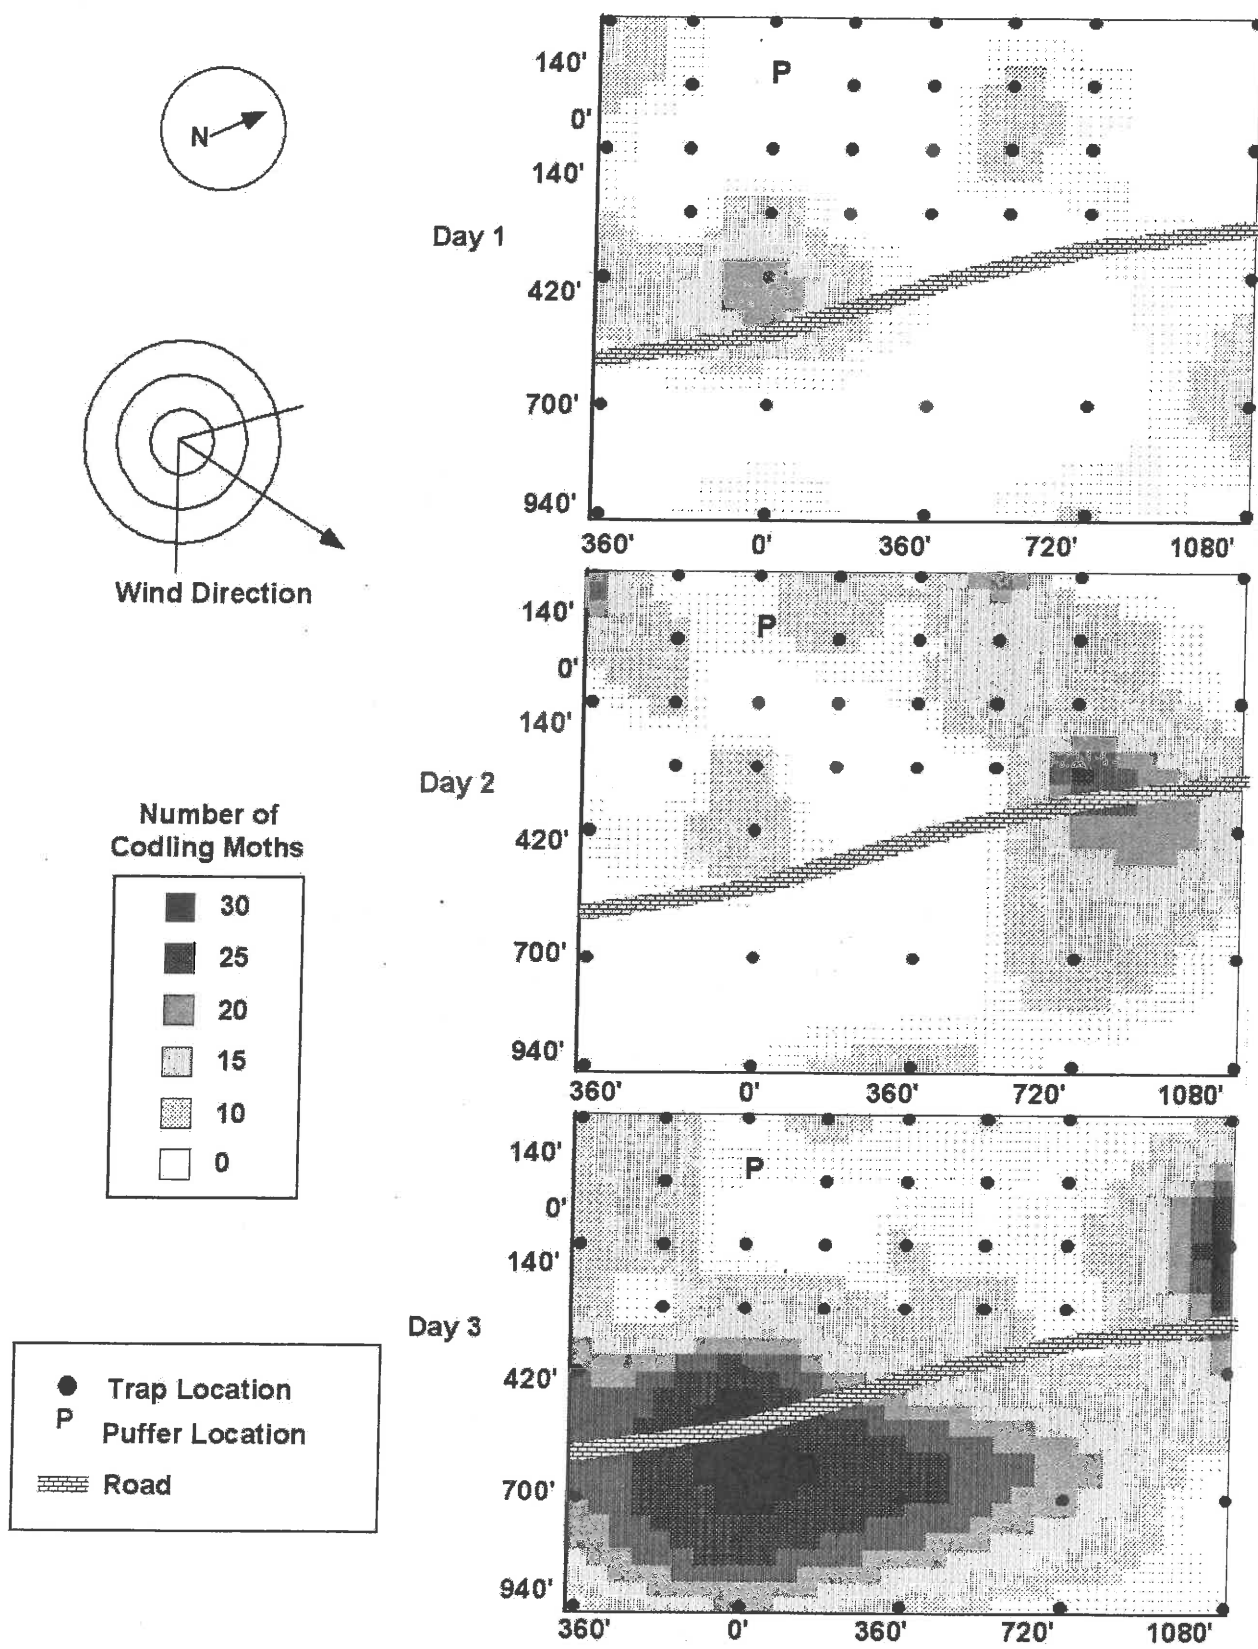 N
Wind Direction
Number of
Codling Moths
30
25
20
15
10
0
Trap Location
P
Puffer Location
Road
Day 1
140'
0'
140'
420'
700'
940'
P
360' 0' 360' 720' 1080'
Day 2
140'
0'
140'
420'
700'
940'
P
360' 0' 360' 720' 1080'
Day 3
140'
0'
140'
420'
700'
940'
P
360' 0' 360' 720' 1080'